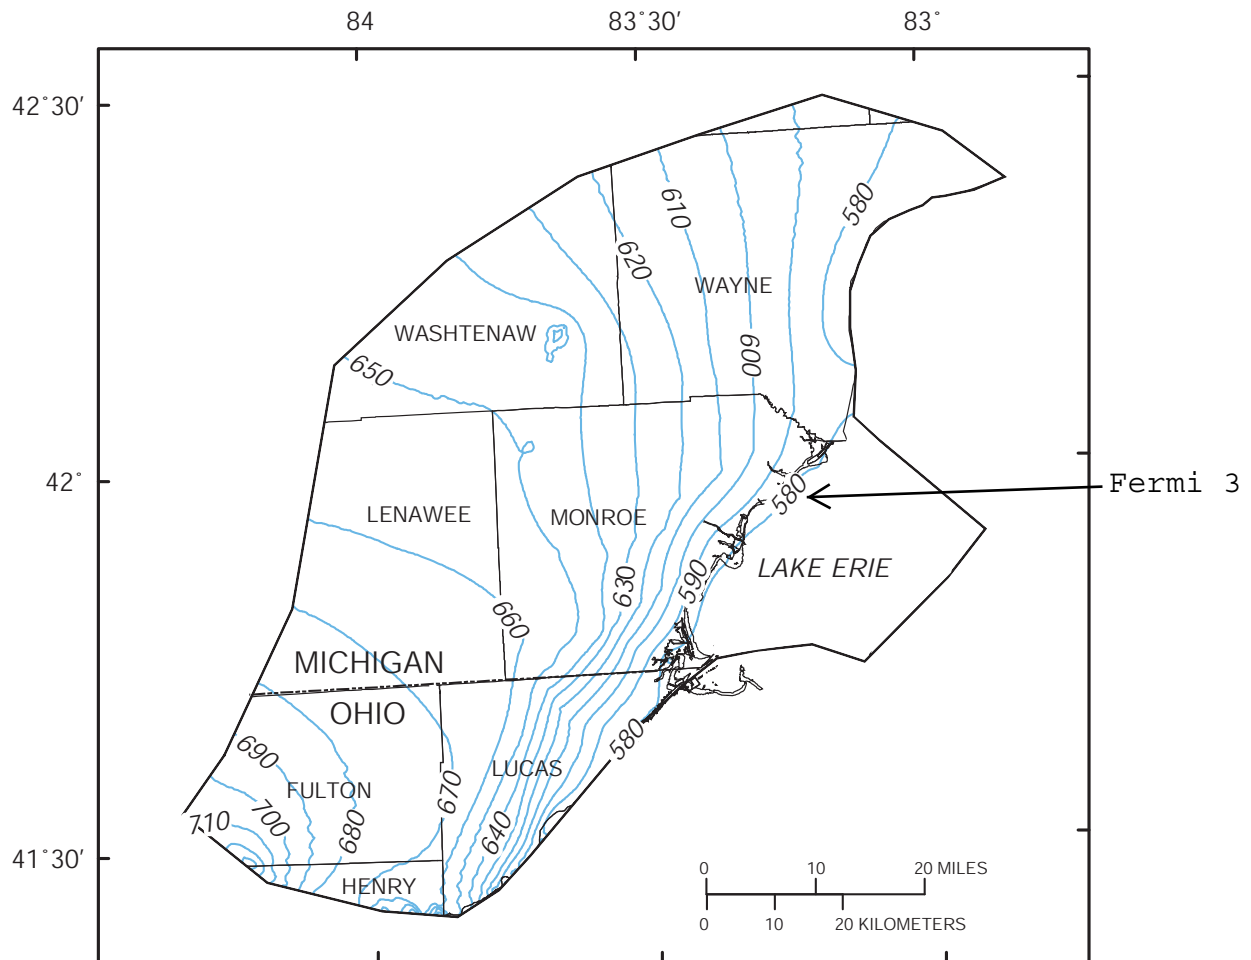 84 83˚30′ 83˚
42˚30′
580
610
620
WAYNE
WASHTENAW
600
650
42˚
Fermi 3
580
LENAWEE
MONROE
LAKE ERIE
590
630
660
MICHIGAN
OHIO
580
690
LUCAS
FULTON
670
700
710
680
640
41˚30′
HENRY
0 10 20 MILES
0 10 20 KILOMETERS